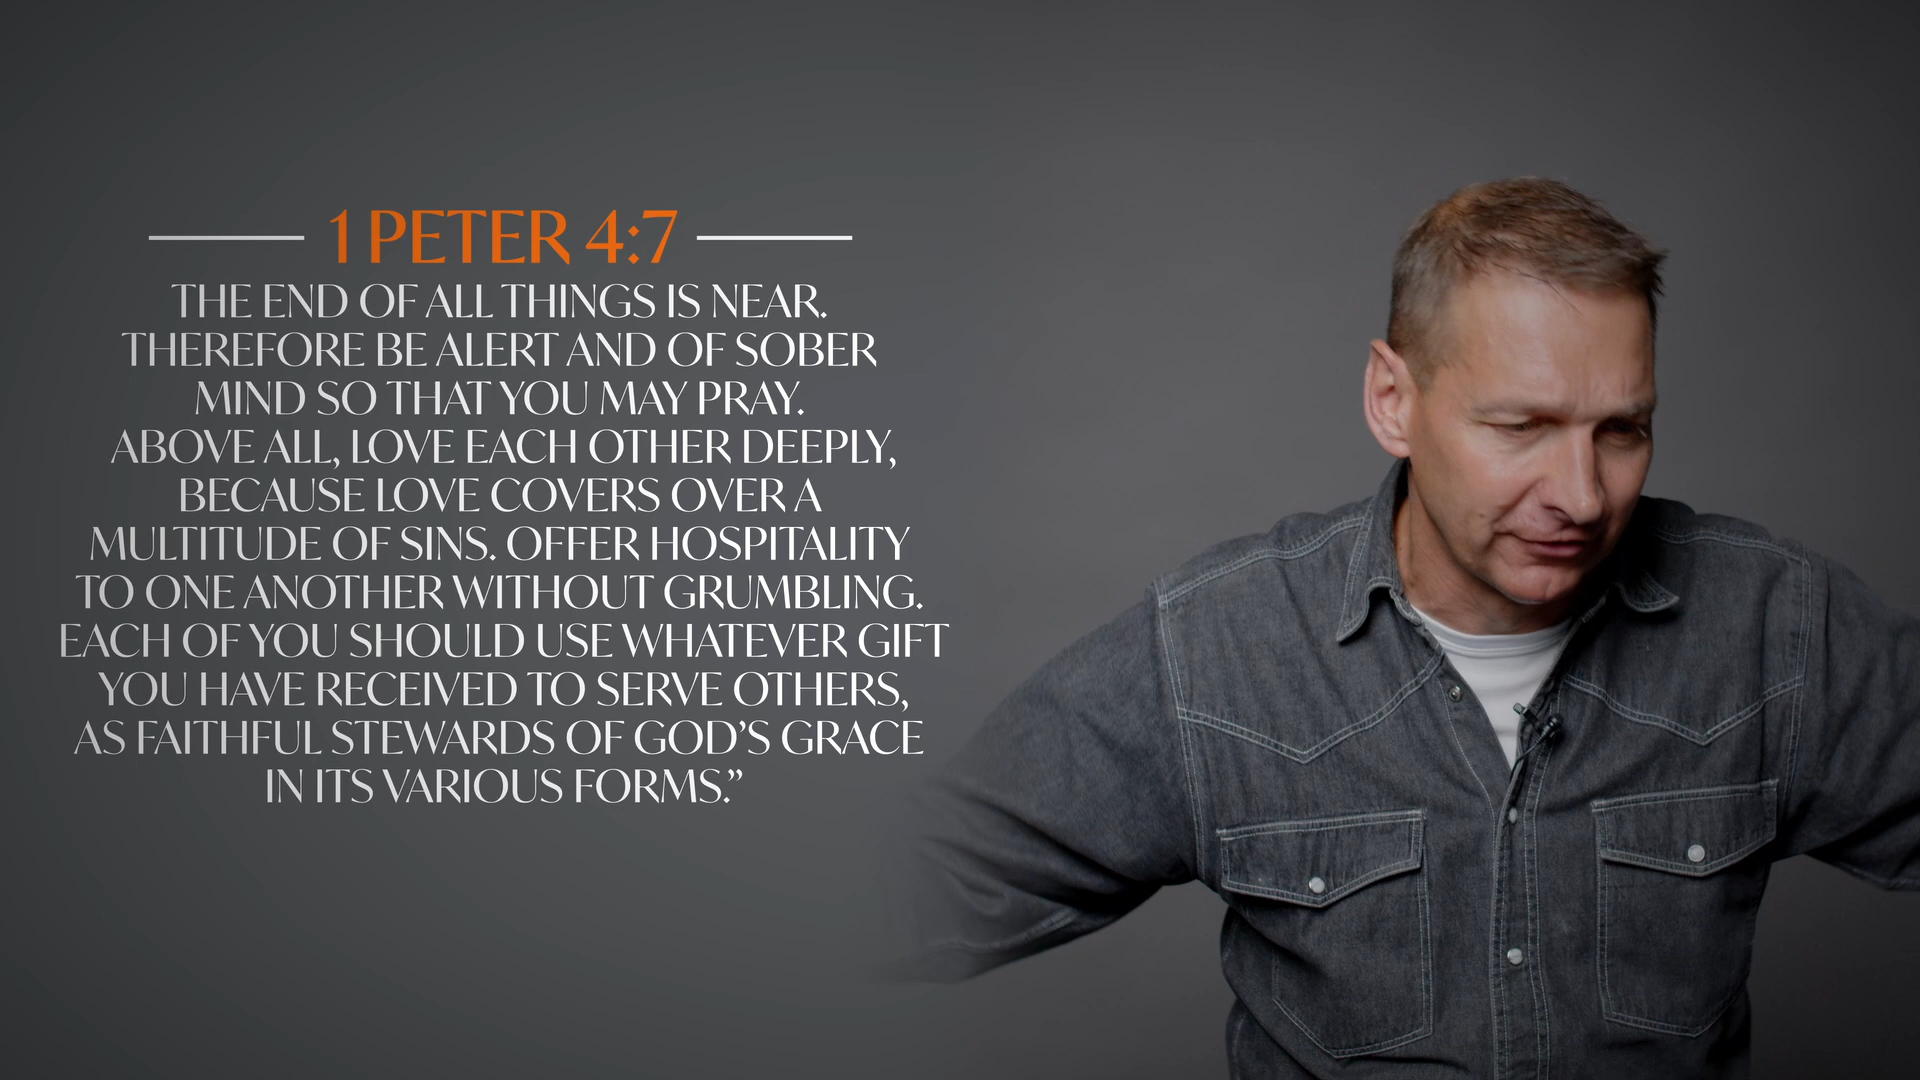 1 PETER 4:7
THE END OF ALL THINGS IS NEAR.
THEREFORE BE ALERT AND OF SOBER
MIND SO THAT YOU MAY PRAY.
ABOVE ALL, LOVE EACH OTHER DEEPLY,
BECAUSE LOVE COVERS OVER A
MULTITUDE OF SINS. OFFER HOSPITALITY
TO ONE ANOTHER WITHOUT GRUMBLING.
EACH OF YOU SHOULD USE WHATEVER GIFT
YOU HAVE RECEIVED TO SERVE OTHERS,
AS FAITHFUL STEWARDS OF GOD’S GRACE
IN ITS VARIOUS FORMS.”